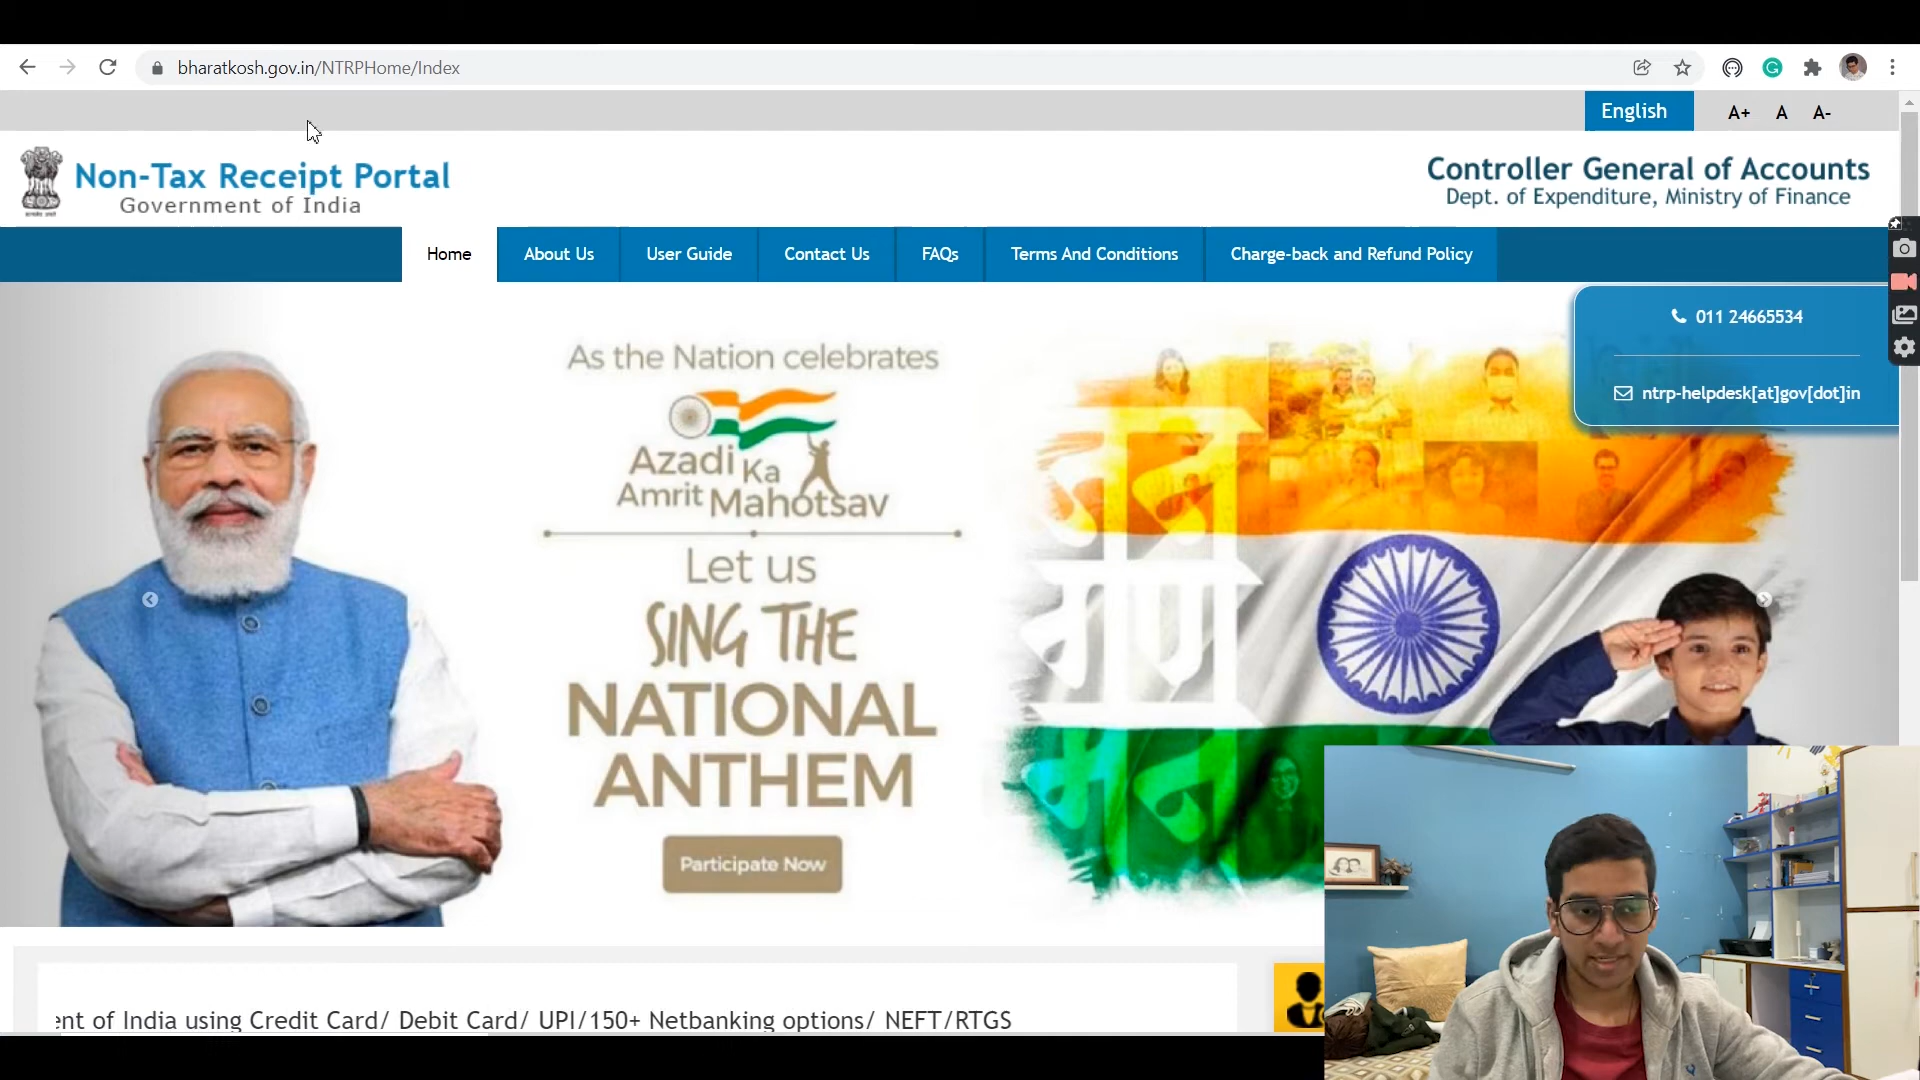 bharatkosh.gov.in/NTRPHome/Index
English A+ A A-
Non-Tax Receipt Portal
Government of India
Controller General of Accounts
Dept. of Expenditure, Ministry of Finance
Home About Us User Guide Contact Us FAQs Terms And Conditions Charge-back and Refund Policy
011 24665534
ntrp-helpdesk[at]gov[dot]in
As the Nation celebrates
Azadi Ka
Amrit Mahotsav
Let us
SING THE
NATIONAL
ANTHEM
Participate Now
जन
गण
मन
of India using Credit Card/ Debit Card/ UPI/150+ Netbanking options/ NEFT/RTGS